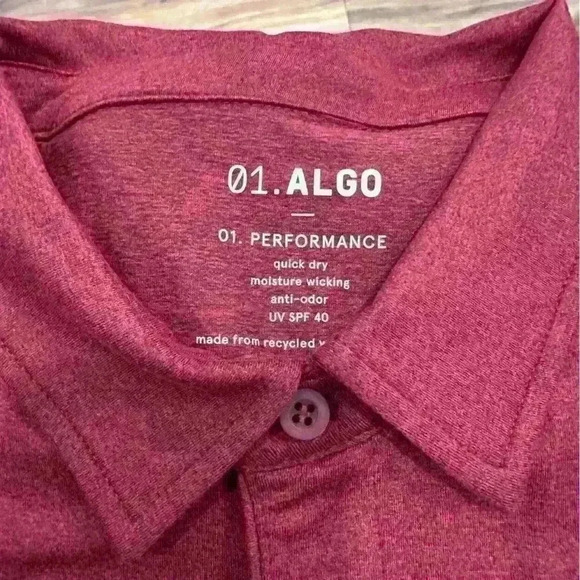 01.ALGO
01. PERFORMANCE
quick dry
moisture wicking
anti-odor
UV SPF 40
made from recycled